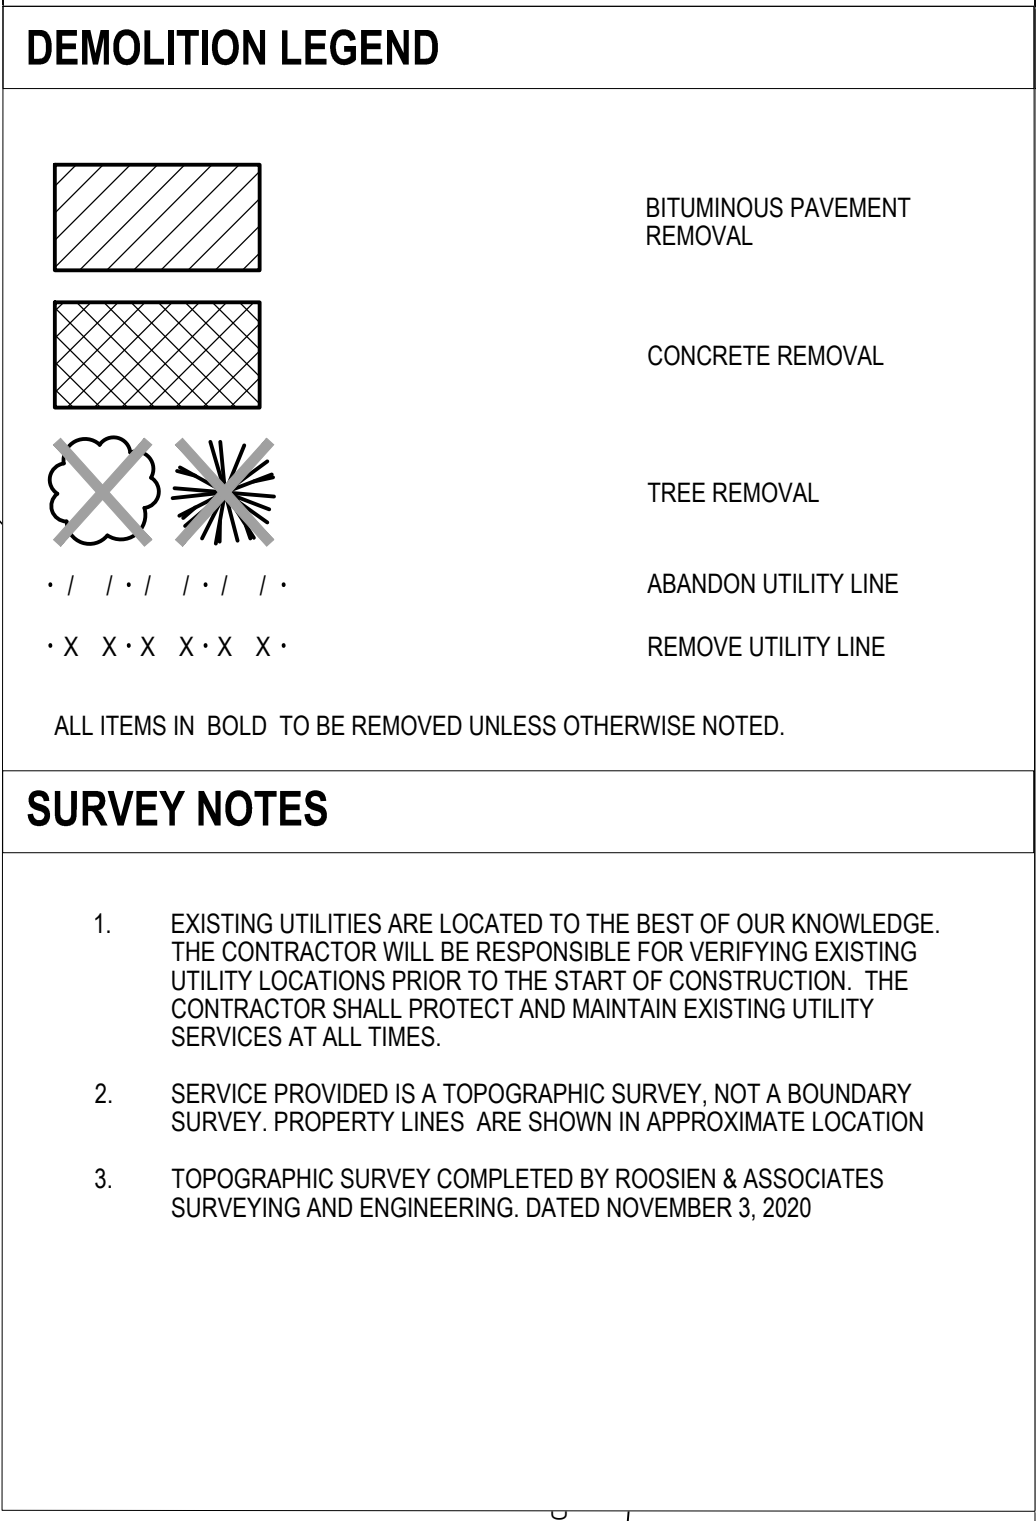 DEMOLITION LEGEND
BITUMINOUS PAVEMENT
REMOVAL
CONCRETE REMOVAL
TREE REMOVAL
· / / · / / · / / ·
ABANDON UTILITY LINE
· X X · X X · X X ·
REMOVE UTILITY LINE
ALL ITEMS IN BOLD TO BE REMOVED UNLESS OTHERWISE NOTED.
SURVEY NOTES
1. EXISTING UTILITIES ARE LOCATED TO THE BEST OF OUR KNOWLEDGE.
THE CONTRACTOR WILL BE RESPONSIBLE FOR VERIFYING EXISTING
UTILITY LOCATIONS PRIOR TO THE START OF CONSTRUCTION. THE
CONTRACTOR SHALL PROTECT AND MAINTAIN EXISTING UTILITY
SERVICES AT ALL TIMES.
2. SERVICE PROVIDED IS A TOPOGRAPHIC SURVEY, NOT A BOUNDARY
SURVEY. PROPERTY LINES ARE SHOWN IN APPROXIMATE LOCATION
3. TOPOGRAPHIC SURVEY COMPLETED BY ROOSIEN & ASSOCIATES
SURVEYING AND ENGINEERING. DATED NOVEMBER 3, 2020